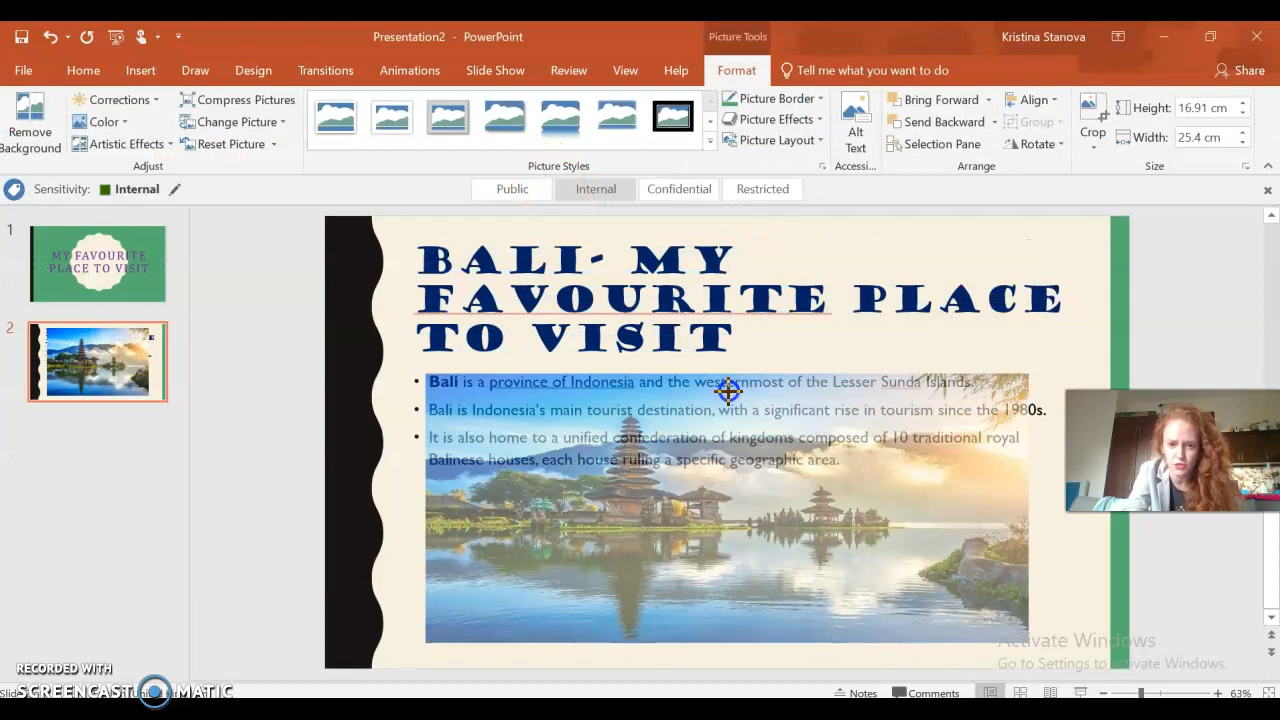 Presentation2 - PowerPoint
Picture Tools
Kristina Stanova
File Home Insert Draw Design Transitions Animations Slide Show Review View Help Format Tell me what you want to do Share
Remove Background
Corrections
Color
Artistic Effects
Compress Pictures
Change Picture
Reset Picture
Adjust
Picture Styles
Picture Border
Picture Effects
Picture Layout
Alt Text
Accessi...
Bring Forward
Send Backward
Selection Pane
Align
Group
Rotate
Arrange
Crop
Height: 16.91 cm
Width: 25.4 cm
Size
Sensitivity: Internal
Public Internal Confidential Restricted
1
MY FAVOURITE
PLACE TO VISIT
2
BALI- MY
FAVOURITE PLACE
TO VISIT
• Bali is a province of Indonesia and the westernmost of the Lesser Sunda Islands.
• Bali is Indonesia's main tourist destination, with a significant rise in tourism since the 1980s.
• It is also home to a unified confederation of kingdoms composed of 10 traditional royal
Balinese houses, each house ruling a specific geographic area.
Activate Windows
Go to Settings to activate Windows.
RECORDED WITH
SCREENCAST-O-MATIC
Notes Comments 63%